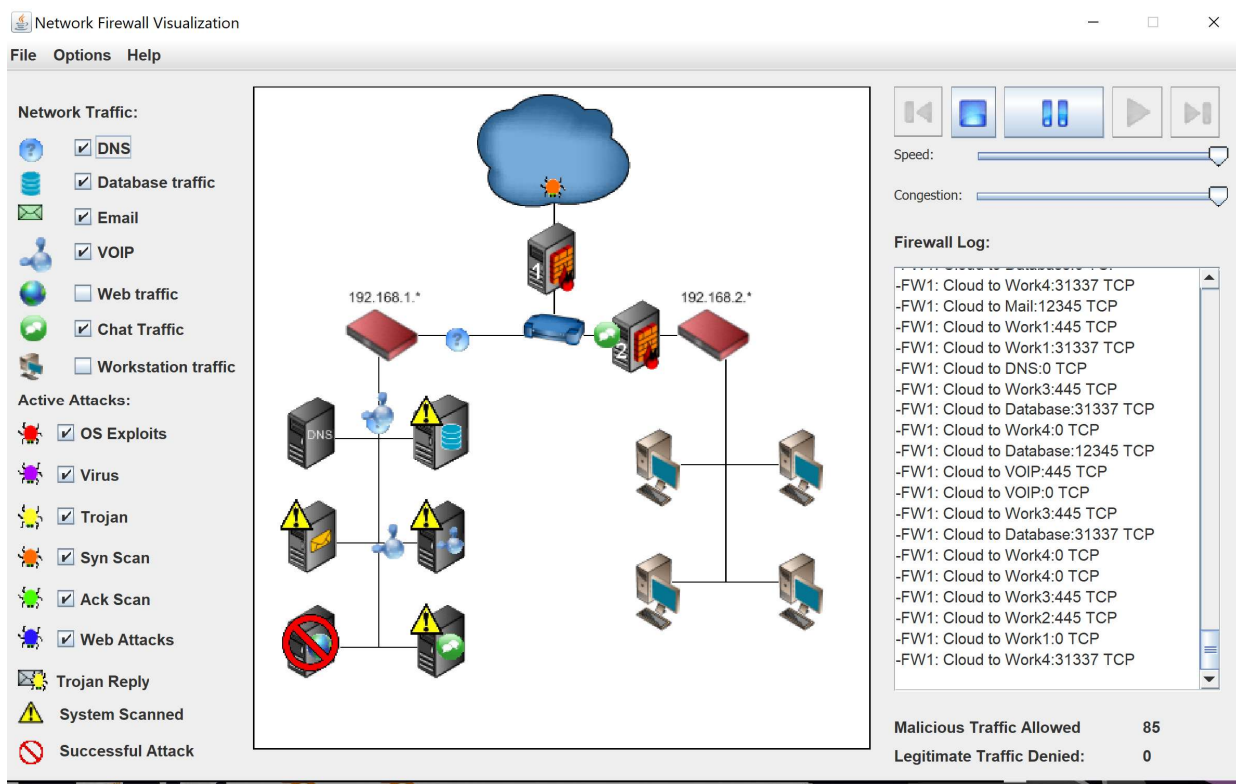 Network Firewall Visualization
File Options Help
Network Traffic:
DNS
Database traffic
Email
VOIP
Web traffic
Chat Traffic
Workstation traffic
Active Attacks:
OS Exploits
Virus
Trojan
Syn Scan
Ack Scan
Web Attacks
Trojan Reply
System Scanned
Successful Attack
1
192.168.1.*
192.168.2.*
2
DNS
Speed:
Congestion:
Firewall Log:
-FW1: Cloud to Work4:31337 TCP
-FW1: Cloud to Mail:12345 TCP
-FW1: Cloud to Work1:445 TCP
-FW1: Cloud to Work1:31337 TCP
-FW1: Cloud to DNS:0 TCP
-FW1: Cloud to Work3:445 TCP
-FW1: Cloud to Database:31337 TCP
-FW1: Cloud to Work4:0 TCP
-FW1: Cloud to Database:12345 TCP
-FW1: Cloud to VOIP:445 TCP
-FW1: Cloud to VOIP:0 TCP
-FW1: Cloud to Work3:445 TCP
-FW1: Cloud to Database:31337 TCP
-FW1: Cloud to Work4:0 TCP
-FW1: Cloud to Work4:0 TCP
-FW1: Cloud to Work3:445 TCP
-FW1: Cloud to Work2:445 TCP
-FW1: Cloud to Work1:0 TCP
-FW1: Cloud to Work4:31337 TCP
Malicious Traffic Allowed 85
Legitimate Traffic Denied: 0